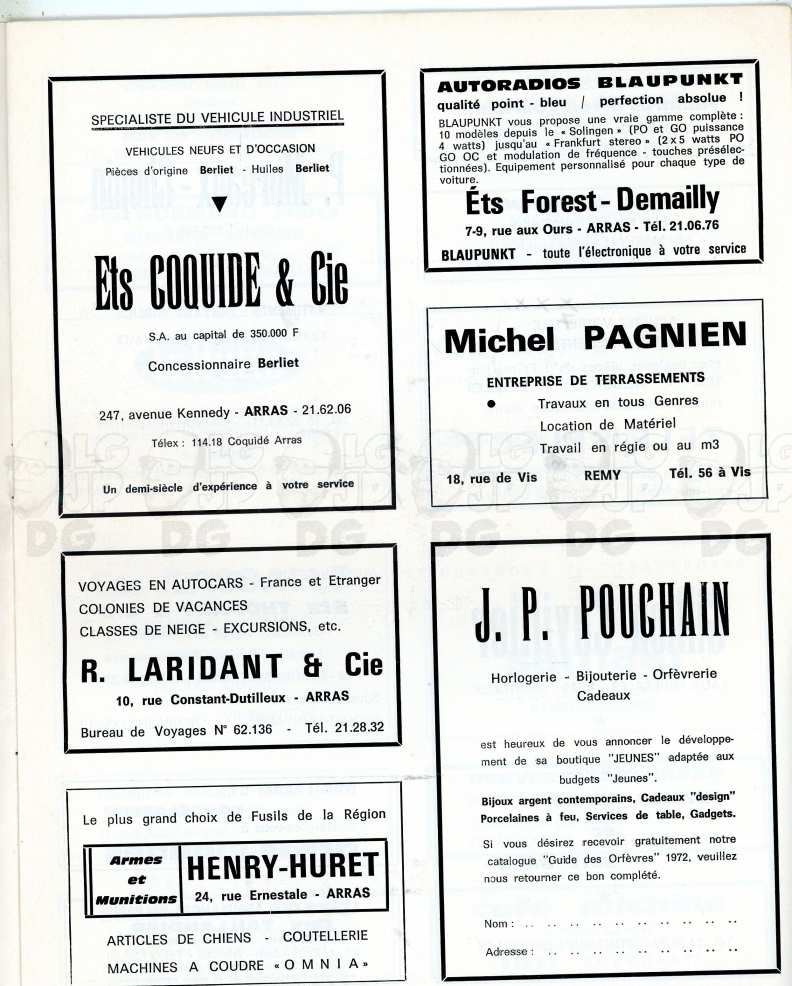 SPECIALISTE DU VEHICULE INDUSTRIEL
VEHICULES NEUFS ET D'OCCASION
Pièces d'origine Berliet - Huiles Berliet
Ets COQUIDE & Cie
S.A. au capital de 350.000 F
Concessionnaire Berliet
247, avenue Kennedy - ARRAS - 21.62.06
Télex : 114.18 Coquidé Arras
Un demi-siècle d'expérience à votre service
VOYAGES EN AUTOCARS - France et Etranger
COLONIES DE VACANCES
CLASSES DE NEIGE - EXCURSIONS, etc.
R. LARIDANT & Cie
10, rue Constant-Dutilleux - ARRAS
Bureau de Voyages N° 62.136 - Tél. 21.28.32
Le plus grand choix de Fusils de la Région
Armes
et
Munitions
HENRY-HURET
24, rue Ernestale - ARRAS
ARTICLES DE CHIENS - COUTELLERIE
MACHINES A COUDRE « O M N I A »
AUTORADIOS BLAUPUNKT
qualité point - bleu / perfection absolue !
BLAUPUNKT vous propose une vraie gamme complète :
10 modèles depuis le « Solingen » (PO et GO puissance
4 watts) jusqu'au « Frankfurt stereo » (2 x 5 watts PO
GO OC et modulation de fréquence - touches présélec-
tionnées). Equipement personnalisé pour chaque type de
voiture.
Éts Forest - Demailly
7-9, rue aux Ours - ARRAS - Tél. 21.06.76
BLAUPUNKT - toute l'électronique à votre service
Michel PAGNIEN
ENTREPRISE DE TERRASSEMENTS
● Travaux en tous Genres
Location de Matériel
Travail en régie ou au m3
18, rue de Vis REMY Tél. 56 à Vis
J. P. POUCHAIN
Horlogerie - Bijouterie - Orfèvrerie
Cadeaux
est heureux de vous annoncer le développe-
ment de sa boutique "JEUNES" adaptée aux
budgets "Jeunes".
Bijoux argent contemporains, Cadeaux "design"
Porcelaines à feu, Services de table, Gadgets.
Si vous désirez recevoir gratuitement notre
catalogue "Guide des Orfèvres" 1972, veuillez
nous retourner ce bon complété.
Nom : .. .. .. .. .. .. .. .. .. .. ..
Adresse : .. .. .. .. .. .. .. .. .. ..
LG JP DG